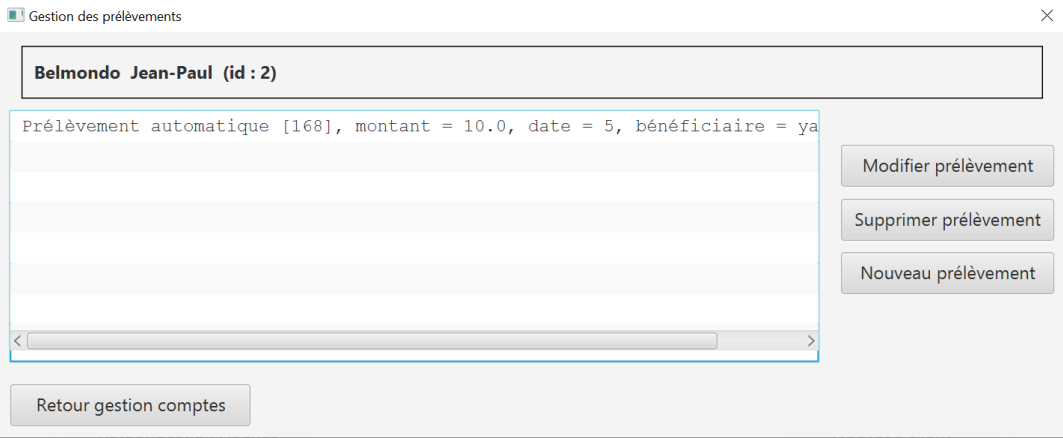 Gestion des prélèvements
Belmondo Jean-Paul (id : 2)
Prélèvement automatique [168], montant = 10.0, date = 5, bénéficiaire = ya
Modifier prélèvement
Supprimer prélèvement
Nouveau prélèvement
Retour gestion comptes